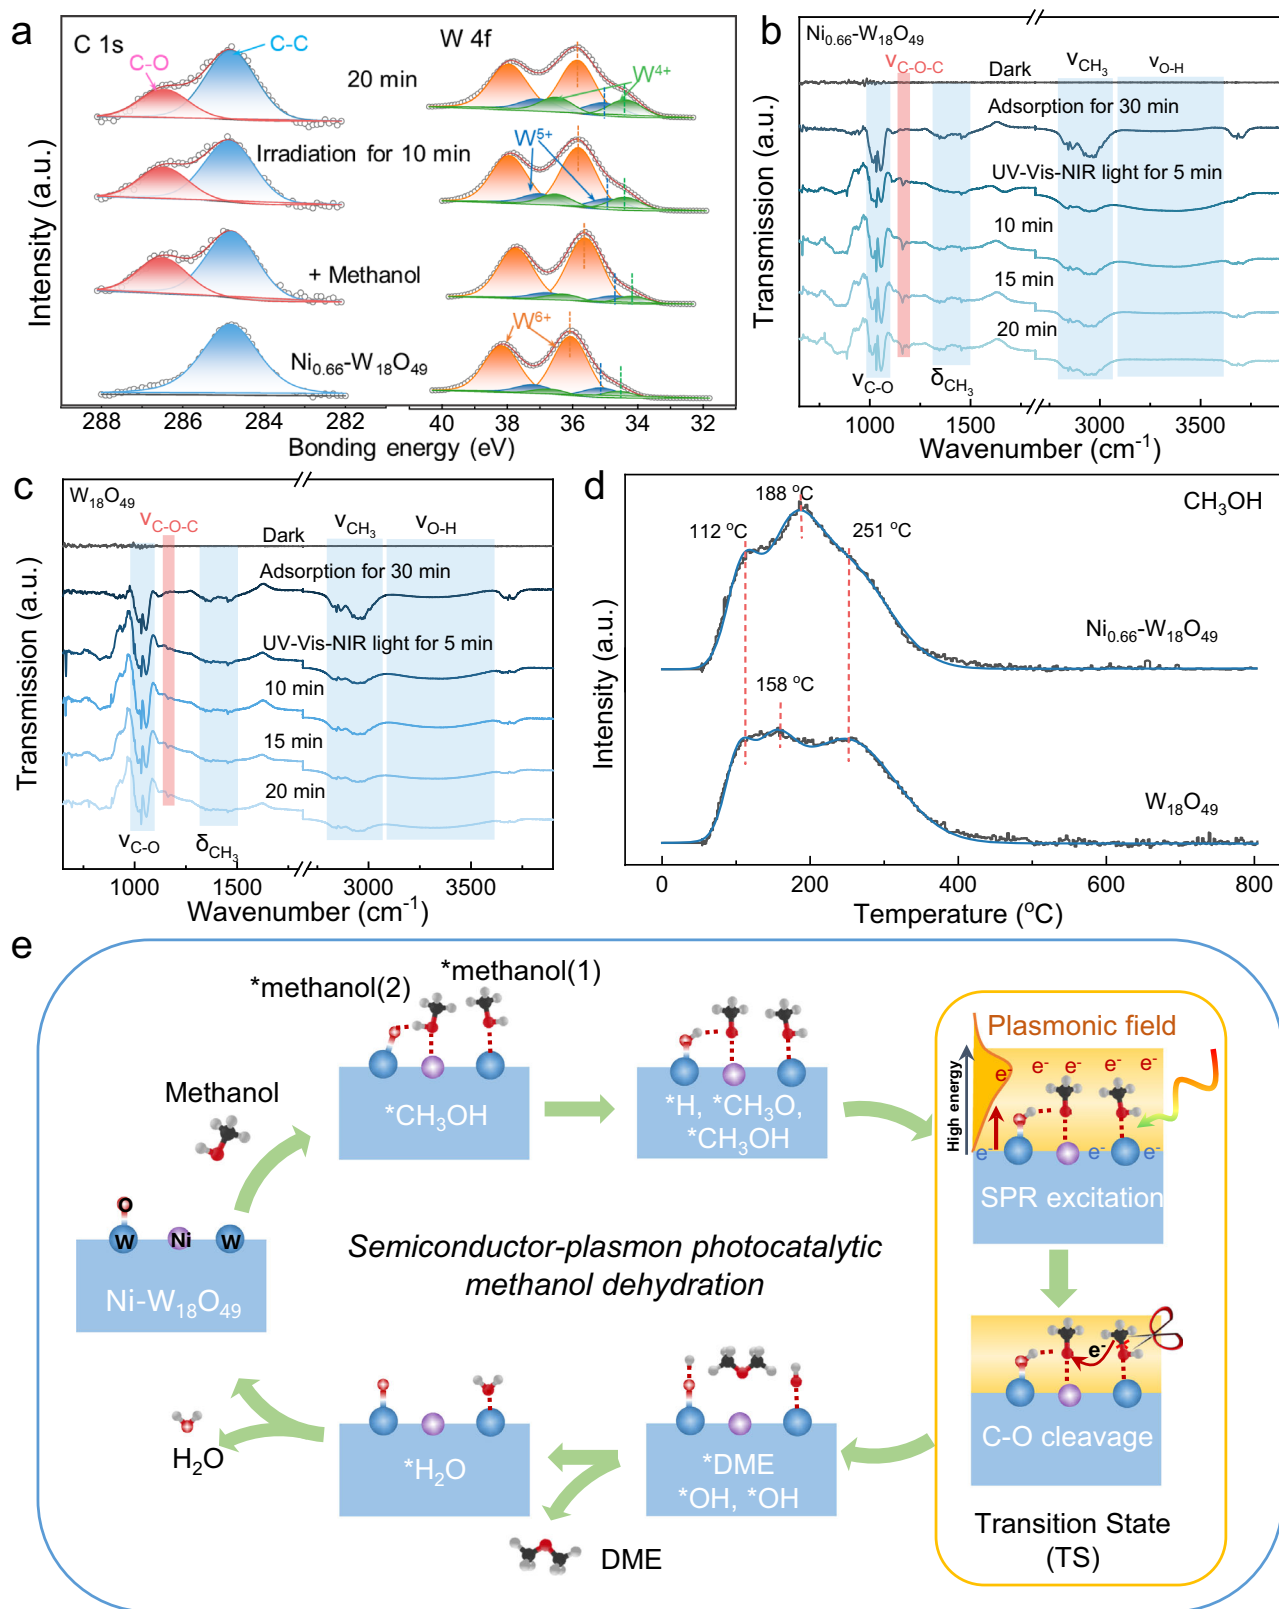 a
C 1s
C-O
C-C
W 4f
20 min
W4+
Irradiation for 10 min
W5+
+ Methanol
W6+
Ni0.66-W18O49
Intensity (a.u.)
288 286 284 282 40 38 36 34 32
Bonding energy (eV)
b
Ni0.66-W18O49
νC-O-C
Dark
νCH3
νO-H
Adsorption for 30 min
UV-Vis-NIR light for 5 min
10 min
15 min
20 min
νC-O
δCH3
Transmission (a.u.)
1000 1500 3000 3500
Wavenumber (cm-1)
c
W18O49
νC-O-C
Dark
νCH3
νO-H
Adsorption for 30 min
UV-Vis-NIR light for 5 min
10 min
15 min
20 min
νC-O
δCH3
Transmission (a.u.)
1000 1500 3000 3500
Wavenumber (cm-1)
d
CH3OH
188 oC
112 oC
251 oC
Ni0.66-W18O49
158 oC
W18O49
Intensity (a.u.)
0 200 400 600 800
Temperature (oC)
e
*methanol(2)
*methanol(1)
Methanol
*CH3OH
*H, *CH3O,
*CH3OH
Plasmonic field
High energy
e- e- e- e- e-
e- e- e-
SPR excitation
O
W Ni W
Ni-W18O49
Semiconductor-plasmon photocatalytic
methanol dehydration
e-
C-O cleavage
Transition State
(TS)
*DME
*OH, *OH
DME
*H2O
H2O